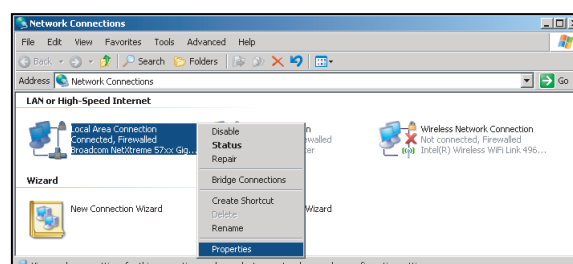 Network Connections
File Edit View Favorites Tools Advanced Help
Back Search Folders
Address Network Connections Go
LAN or High-Speed Internet
Local Area Connection
Connected, Firewalled
Broadcom NetXtreme 57xx Gig...
Disable
Status
Repair
Bridge Connections
Create Shortcut
Delete
Rename
Properties
Wireless Network Connection
Not connected, Firewalled
Intel(R) Wireless WiFi Link 496...
Wizard
New Connection Wizard
Wizard